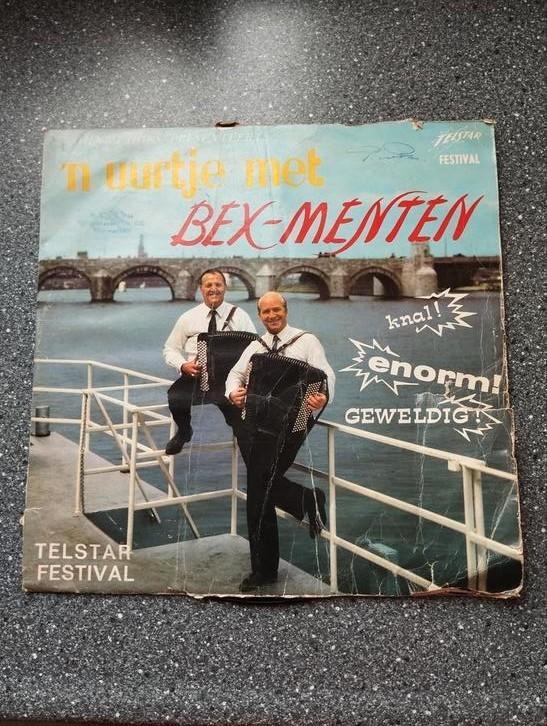 TELSTAR
FESTIVAL
'n uurtje met
BEX-MENTEN
knal!
enorm!
GEWELDIG!
TELSTAR
FESTIVAL